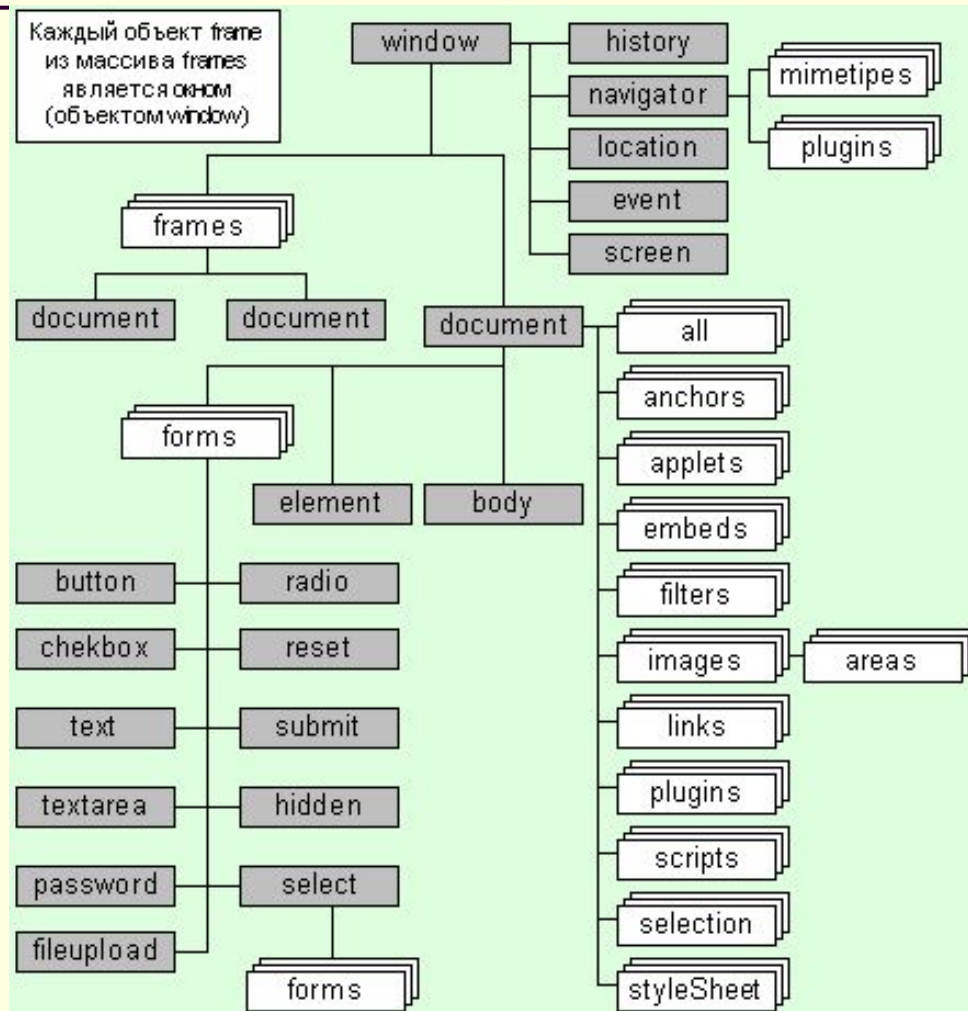 Каждый объект frame
из массива frames
является окном
(объектом window)
window
history
navigator
mimetipes
location
plugins
event
screen
frames
document
document
document
all
anchors
forms
applets
element
body
embeds
button
radio
filters
chekbox
reset
images
areas
text
submit
links
textarea
hidden
plugins
password
select
scripts
fileupload
selection
forms
styleSheet